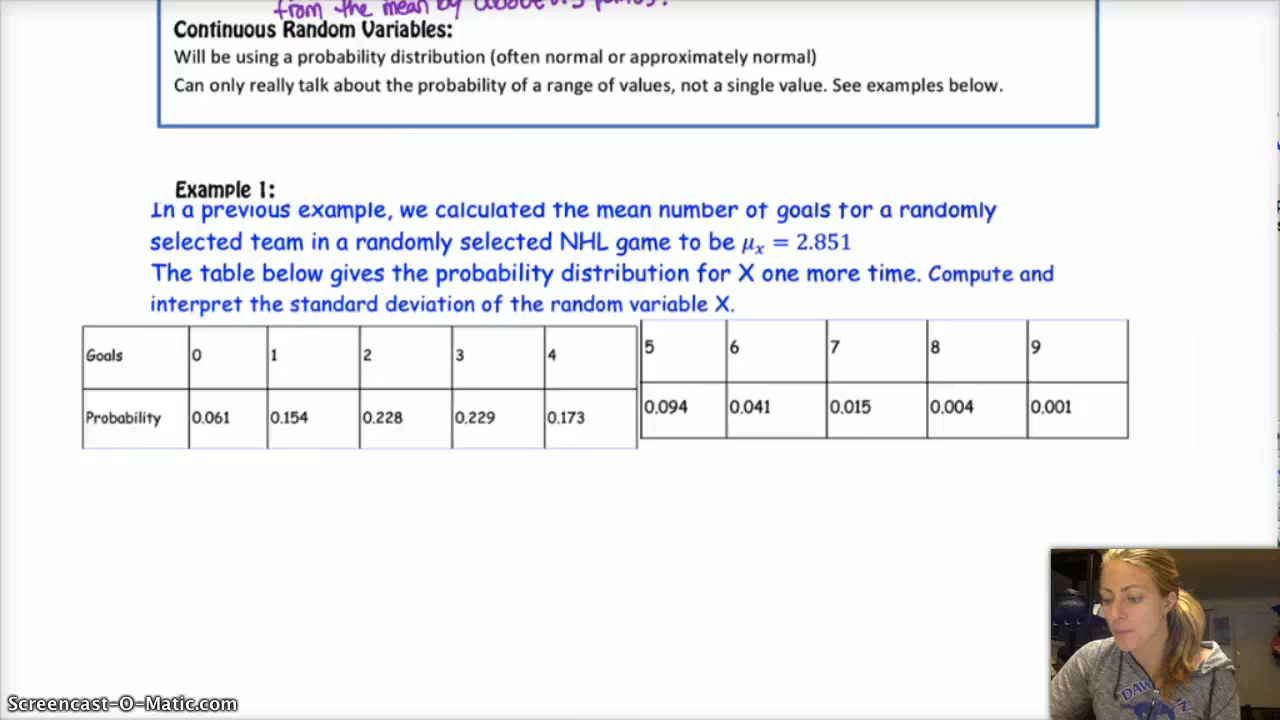 from the mean by about
Continuous Random Variables:
Will be using a probability distribution (often normal or approximately normal)
Can only really talk about the probability of a range of values, not a single value. See examples below.
Example 1:
In a previous example, we calculated the mean number of goals for a randomly
selected team in a randomly selected NHL game to be μₓ = 2.851
The table below gives the probability distribution for X one more time. Compute and
interpret the standard deviation of the random variable X.
Goals 0 1 2 3 4 5 6 7 8 9
Probability 0.061 0.154 0.228 0.229 0.173 0.094 0.041 0.015 0.004 0.001
Screencast-O-Matic.com